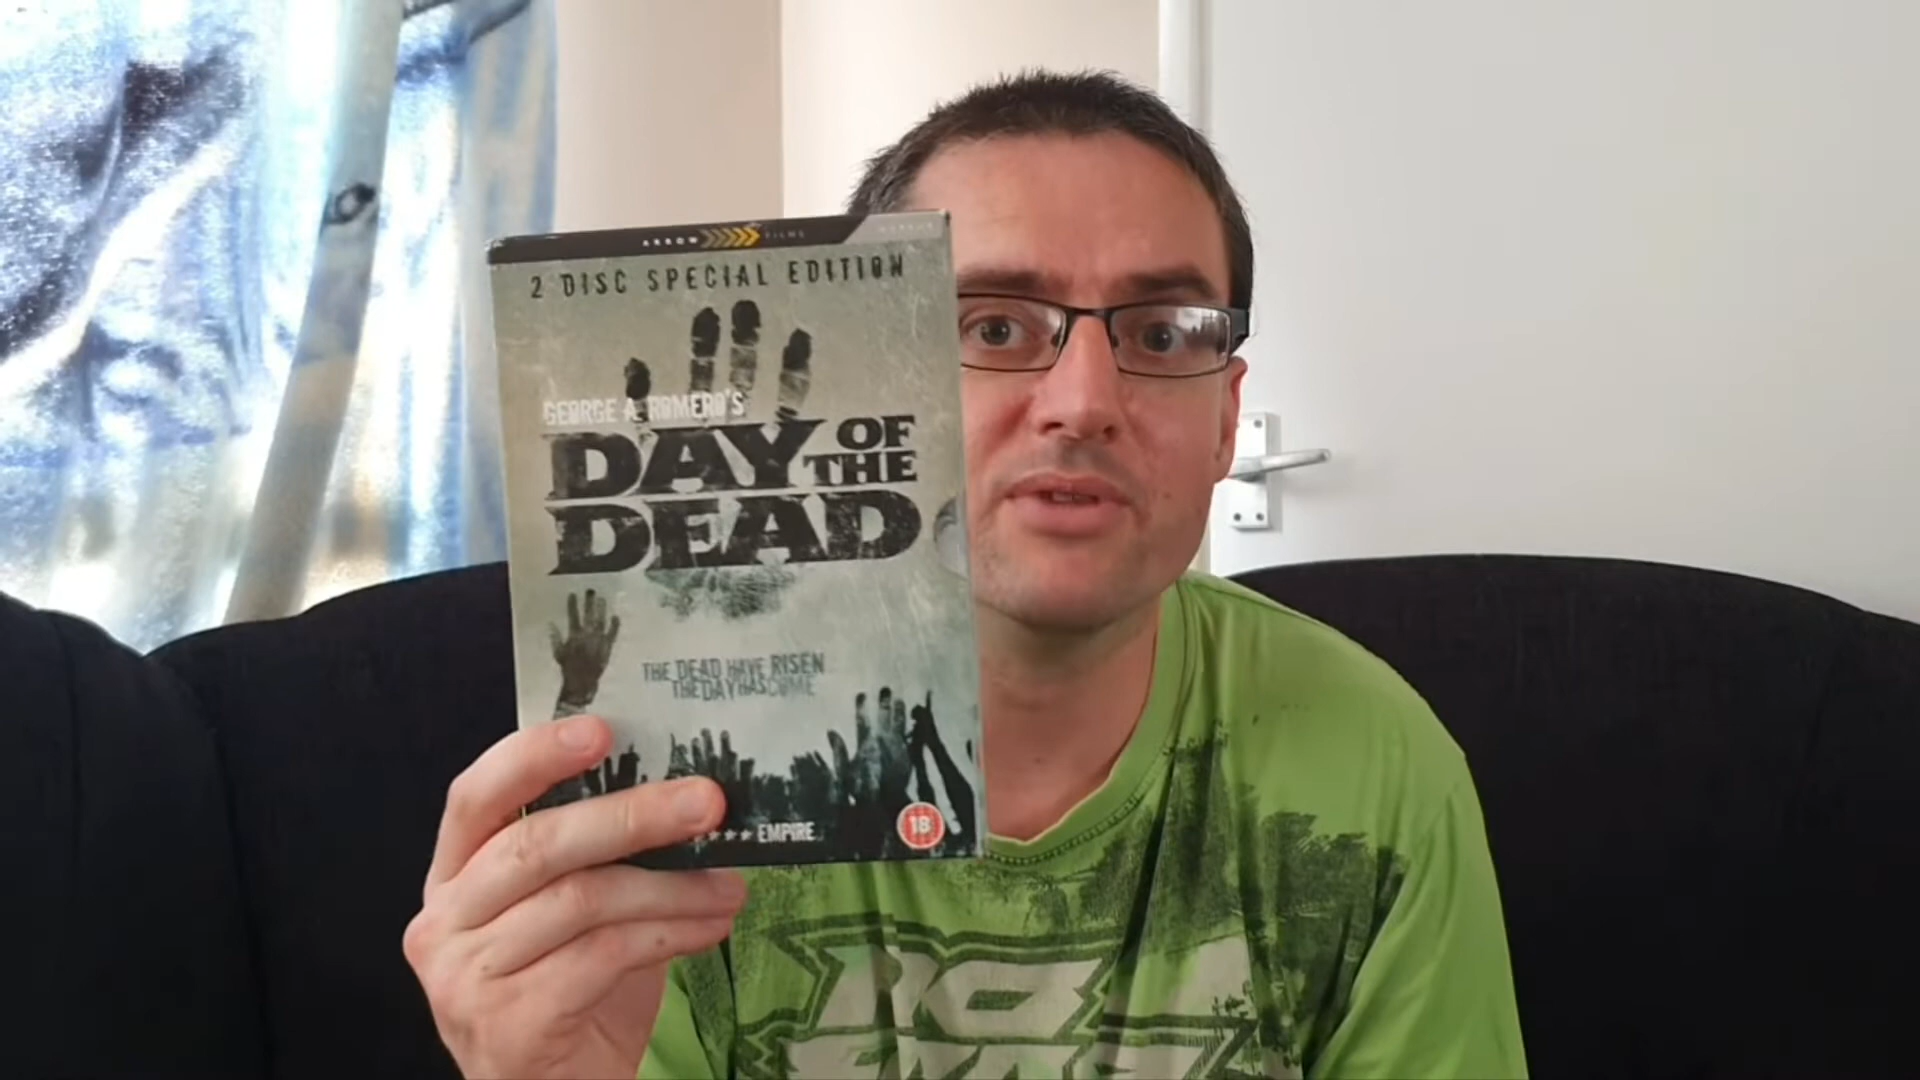 ARROW FILMS
2 DISC SPECIAL EDITION
GEORGE A. ROMERO'S
DAY OF THE DEAD
THE DEAD HAVE RISEN
THE DAY HAS COME
EMPIRE
18